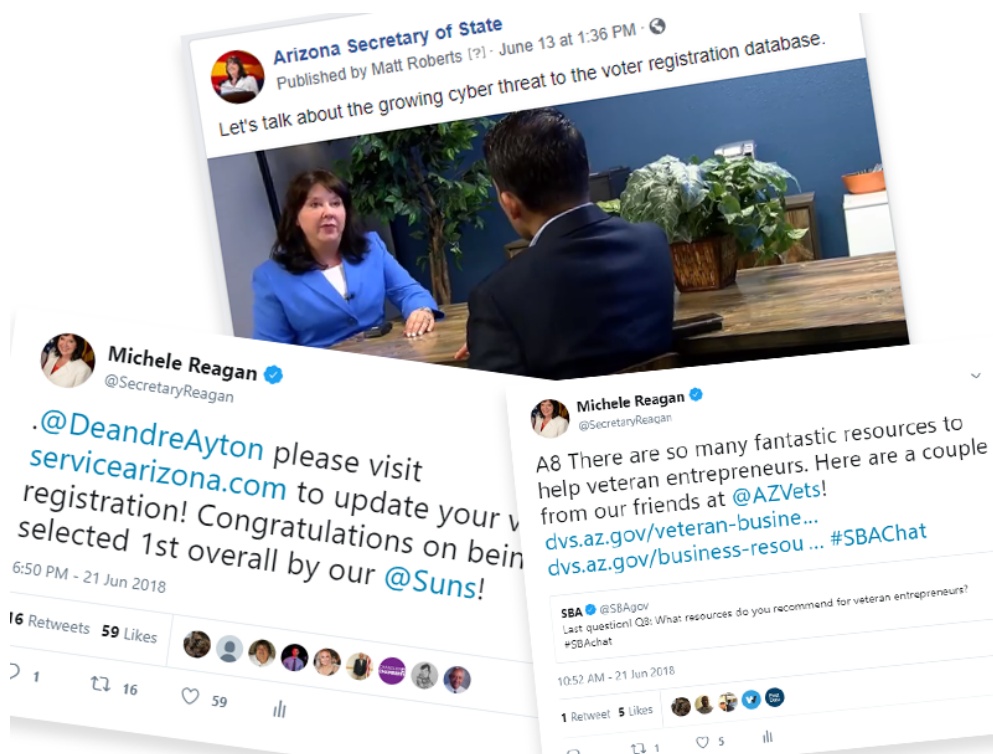 Arizona Secretary of State
Published by Matt Roberts [?] · June 13 at 1:36 PM ·
Let's talk about the growing cyber threat to the voter registration database.
Michele Reagan
@SecretaryReagan
.@DeandreAyton please visit
servicearizona.com to update your v
registration! Congratulations on bein
selected 1st overall by our @Suns!
6:50 PM - 21 Jun 2018
16 Retweets 59 Likes
1 16 59
Michele Reagan
@SecretaryReagan
A8 There are so many fantastic resources to
help veteran entrepreneurs. Here are a couple
from our friends at @AZVets!
dvs.az.gov/veteran-busine...
dvs.az.gov/business-resou ... #SBAChat
SBA @SBAgov
Last question! Q8: What resources do you recommend for veteran entrepreneurs?
#SBAchat
10:52 AM - 21 Jun 2018
1 Retweet 5 Likes
1 5